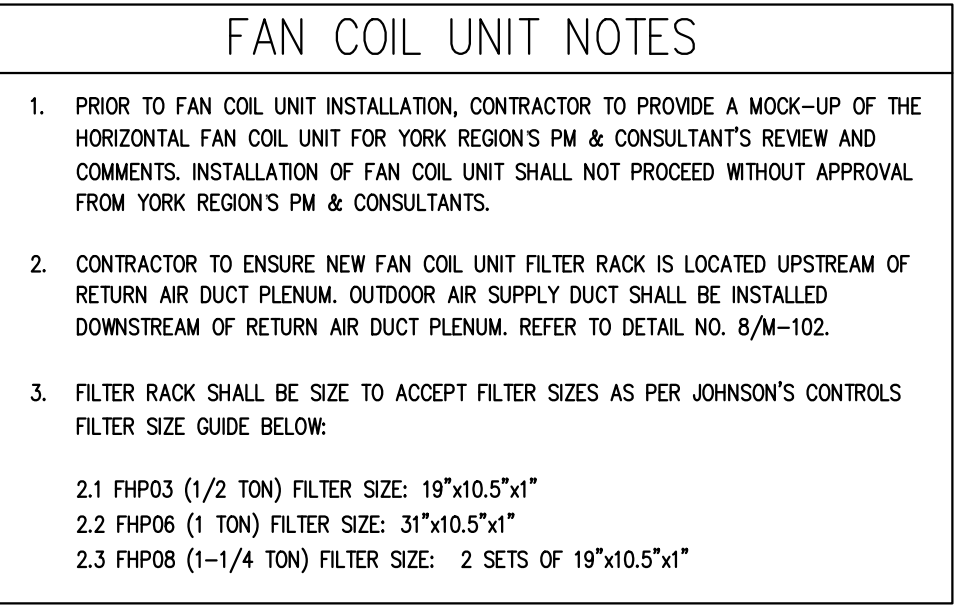 FAN COIL UNIT NOTES
1. PRIOR TO FAN COIL UNIT INSTALLATION, CONTRACTOR TO PROVIDE A MOCK-UP OF THE
HORIZONTAL FAN COIL UNIT FOR YORK REGION'S PM & CONSULTANT'S REVIEW AND
COMMENTS. INSTALLATION OF FAN COIL UNIT SHALL NOT PROCEED WITHOUT APPROVAL
FROM YORK REGION'S PM & CONSULTANTS.
2. CONTRACTOR TO ENSURE NEW FAN COIL UNIT FILTER RACK IS LOCATED UPSTREAM OF
RETURN AIR DUCT PLENUM. OUTDOOR AIR SUPPLY DUCT SHALL BE INSTALLED
DOWNSTREAM OF RETURN AIR DUCT PLENUM. REFER TO DETAIL NO. 8/M-102.
3. FILTER RACK SHALL BE SIZE TO ACCEPT FILTER SIZES AS PER JOHNSON'S CONTROLS
FILTER SIZE GUIDE BELOW:
2.1 FHP03 (1/2 TON) FILTER SIZE: 19"x10.5"x1"
2.2 FHP06 (1 TON) FILTER SIZE: 31"x10.5"x1"
2.3 FHP08 (1-1/4 TON) FILTER SIZE: 2 SETS OF 19"x10.5"x1"